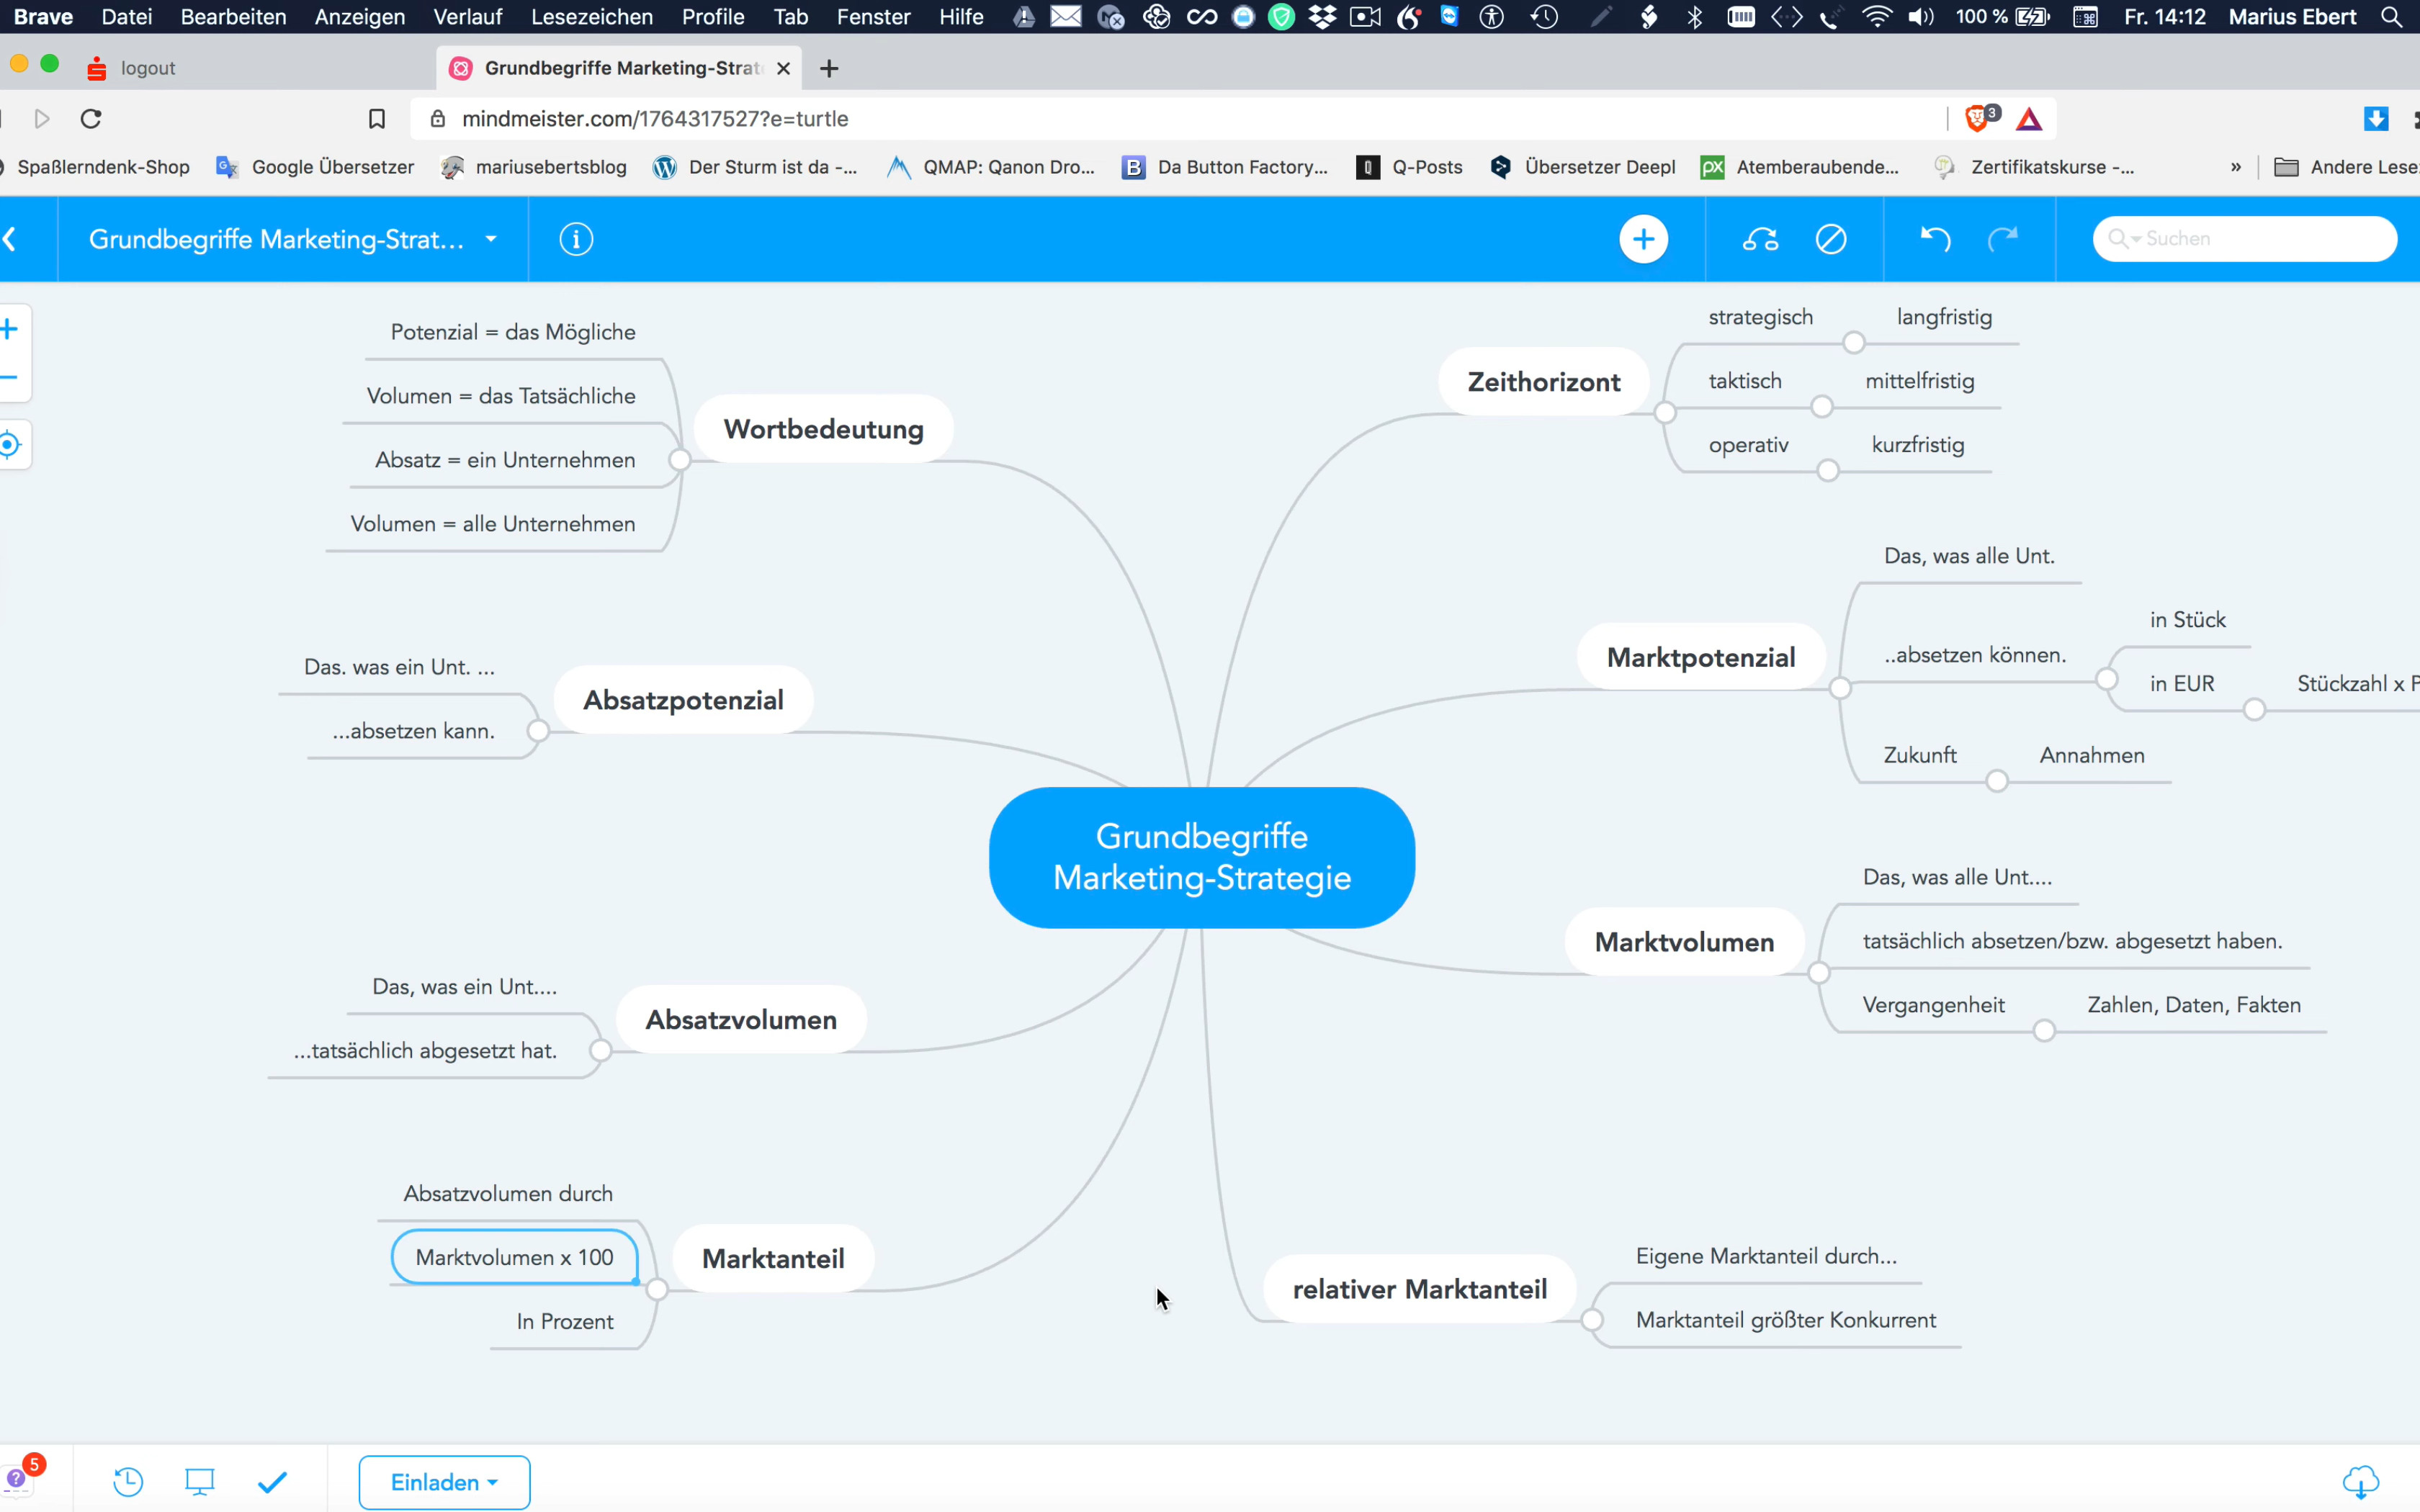 Brave Datei Bearbeiten Anzeigen Verlauf Lesezeichen Profile Tab Fenster Hilfe 100 % Fr. 14:12 Marius Ebert
logout
Grundbegriffe Marketing-Strat
mindmeister.com/1764317527?e=turtle
3
Spaßlerndenk-Shop Google Übersetzer mariusebertsblog Der Sturm ist da -... QMAP: Qanon Dro... Da Button Factory... Q-Posts Übersetzer Deepl Atemberaubende... Zertifikatskurse -... » Andere Lese
Grundbegriffe Marketing-Strat...
Suchen
Potenzial = das Mögliche
Volumen = das Tatsächliche
Absatz = ein Unternehmen
Volumen = alle Unternehmen
Wortbedeutung
Zeithorizont
strategisch langfristig
taktisch mittelfristig
operativ kurzfristig
Das. was ein Unt. ...
...absetzen kann.
Absatzpotenzial
Marktpotenzial
Das, was alle Unt.
..absetzen können.
in Stück
in EUR Stückzahl x
Zukunft Annahmen
Grundbegriffe
Marketing-Strategie
Das, was ein Unt....
...tatsächlich abgesetzt hat.
Absatzvolumen
Marktvolumen
Das, was alle Unt....
tatsächlich absetzen/bzw. abgesetzt haben.
Vergangenheit Zahlen, Daten, Fakten
Absatzvolumen durch
Marktvolumen x 100
In Prozent
Marktanteil
relativer Marktanteil
Eigene Marktanteil durch...
Marktanteil größter Konkurrent
5
Einladen